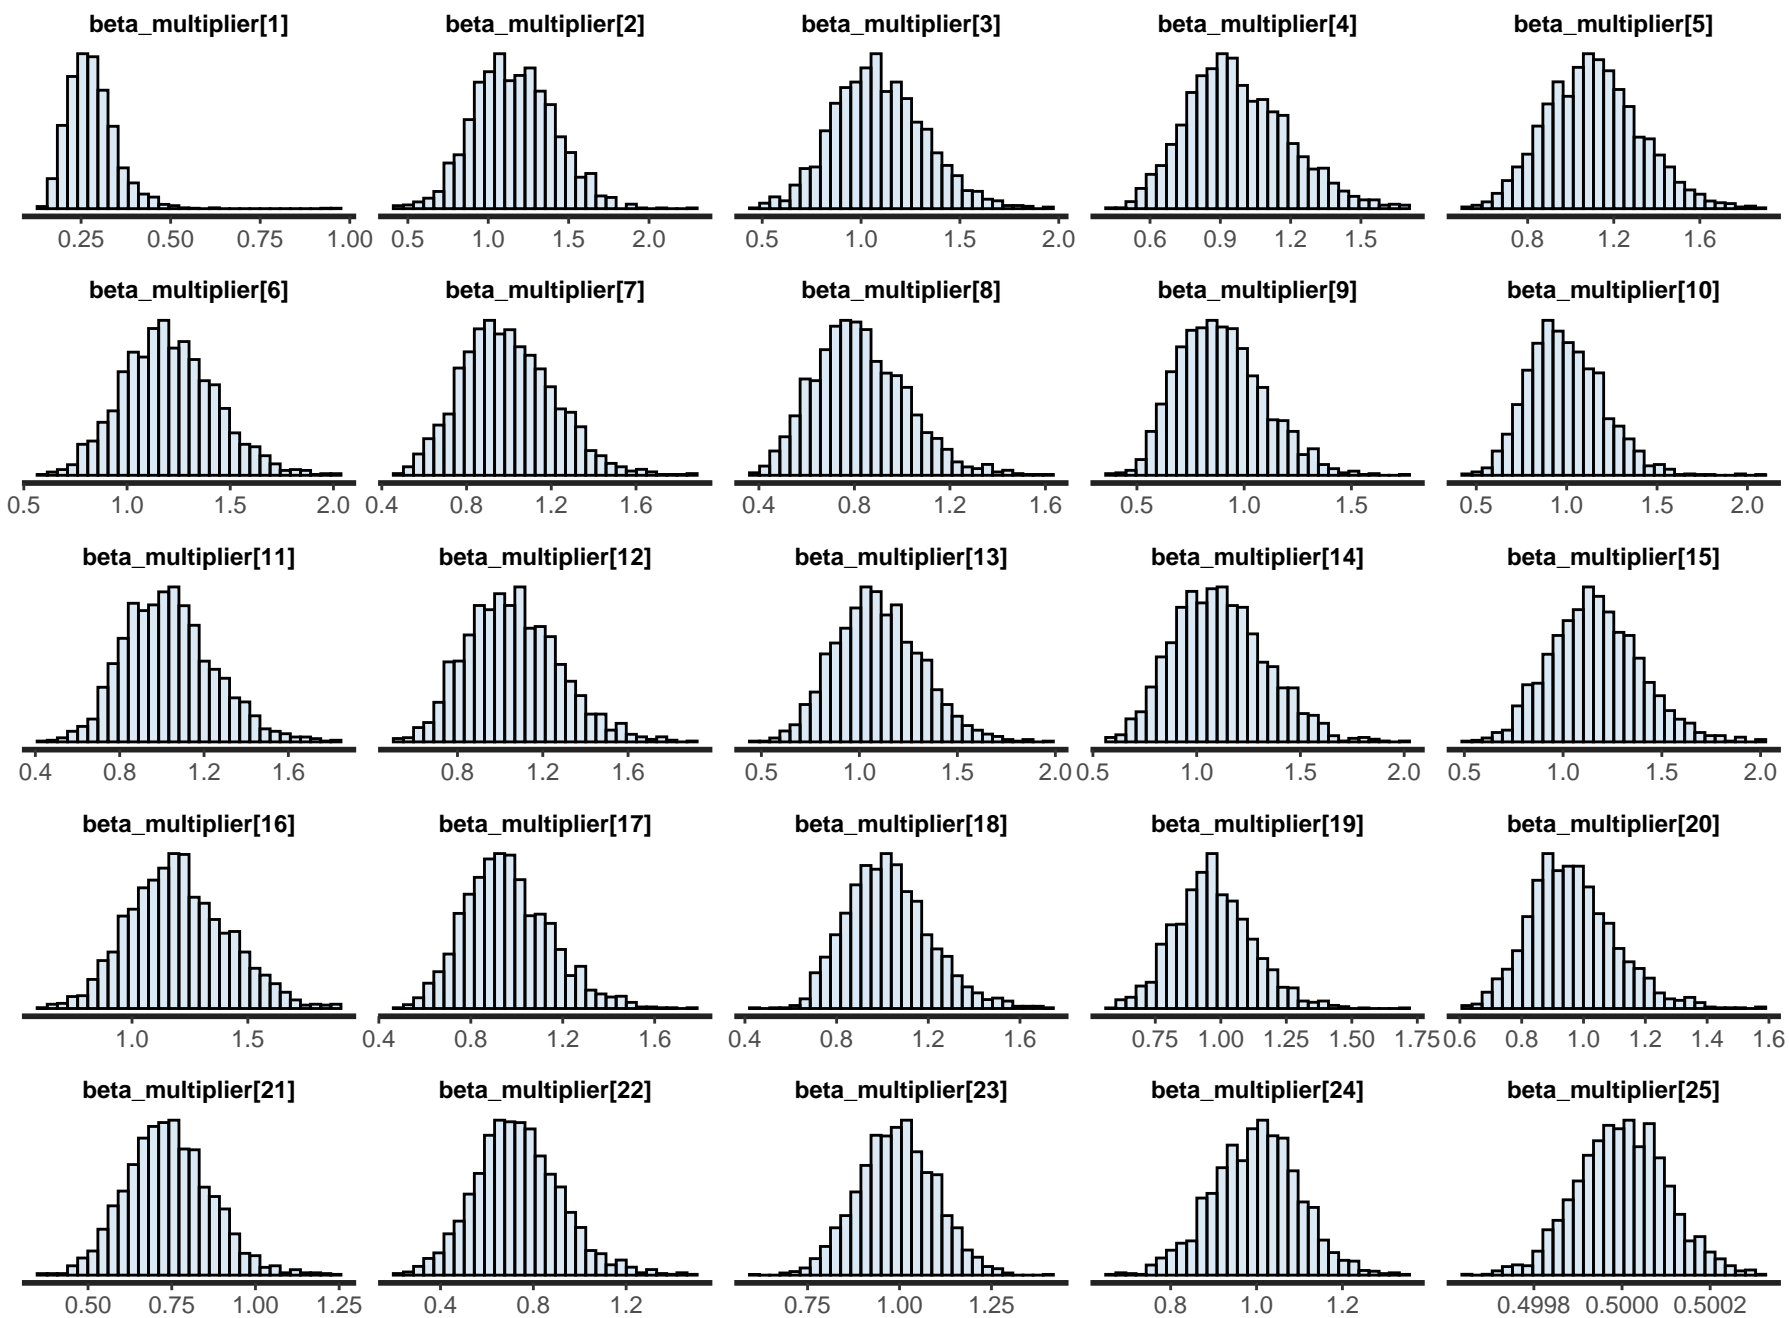 beta_multiplier[1] beta_multiplier[2] beta_multiplier[3] beta_multiplier[4] beta_multiplier[5]
0.25 0.50 0.75 1.00 0.5 1.0 1.5 2.0 0.5 1.0 1.5 2.0 0.6 0.9 1.2 1.5 0.8 1.2 1.6
beta_multiplier[6] beta_multiplier[7] beta_multiplier[8] beta_multiplier[9] beta_multiplier[10]
0.5 1.0 1.5 2.0 0.4 0.8 1.2 1.6 0.4 0.8 1.2 1.6 0.5 1.0 1.5 0.5 1.0 1.5 2.0
beta_multiplier[11] beta_multiplier[12] beta_multiplier[13] beta_multiplier[14] beta_multiplier[15]
0.4 0.8 1.2 1.6 0.8 1.2 1.6 0.5 1.0 1.5 2.0 0.5 1.0 1.5 2.0 0.5 1.0 1.5 2.0
beta_multiplier[16] beta_multiplier[17] beta_multiplier[18] beta_multiplier[19] beta_multiplier[20]
1.0 1.5 0.4 0.8 1.2 1.6 0.4 0.8 1.2 1.6 0.75 1.00 1.25 1.50 1.75 0.6 0.8 1.0 1.2 1.4 1.6
beta_multiplier[21] beta_multiplier[22] beta_multiplier[23] beta_multiplier[24] beta_multiplier[25]
0.50 0.75 1.00 1.25 0.4 0.8 1.2 0.75 1.00 1.25 0.8 1.0 1.2 0.4998 0.5000 0.5002